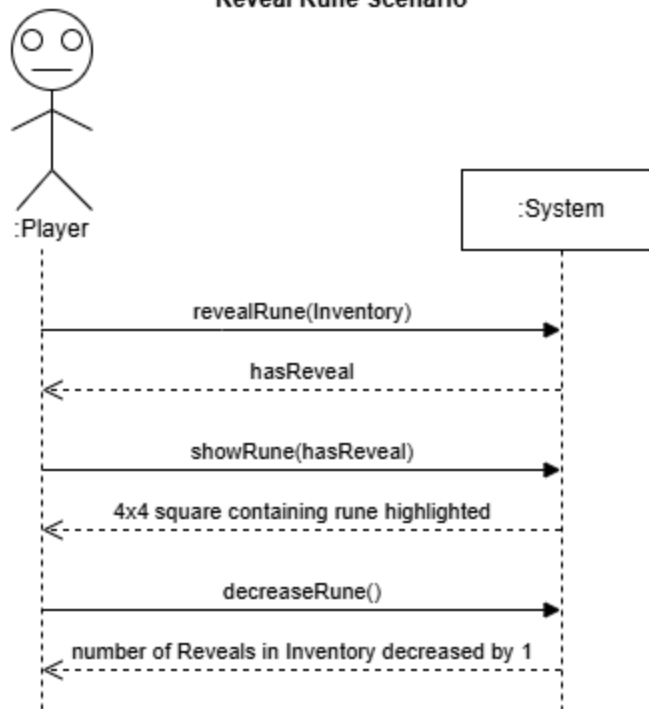 Reveal Rune scenario
:Player
:System
revealRune(Inventory)
hasReveal
showRune(hasReveal)
4x4 square containing rune highlighted
decreaseRune()
number of Reveals in Inventory decreased by 1